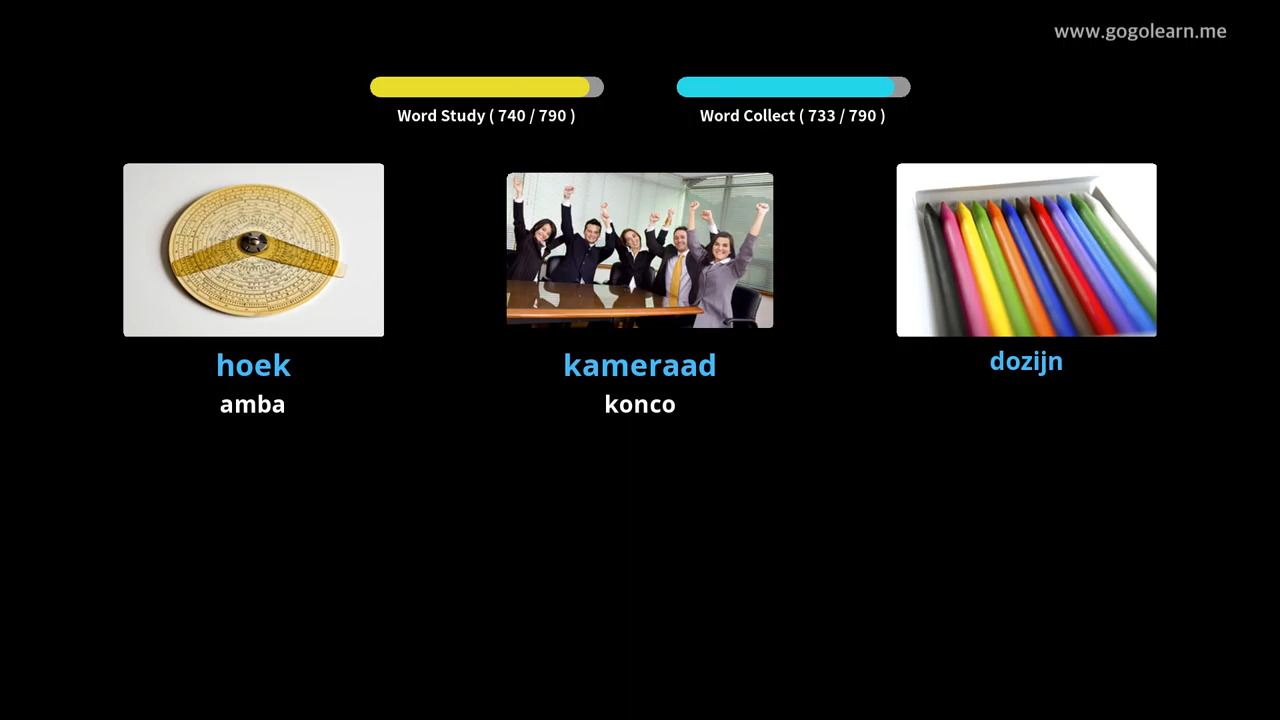 www.gogolearn.me
Word Study ( 740 / 790 )
Word Collect ( 733 / 790 )
hoek
kameraad
dozijn
amba
konco